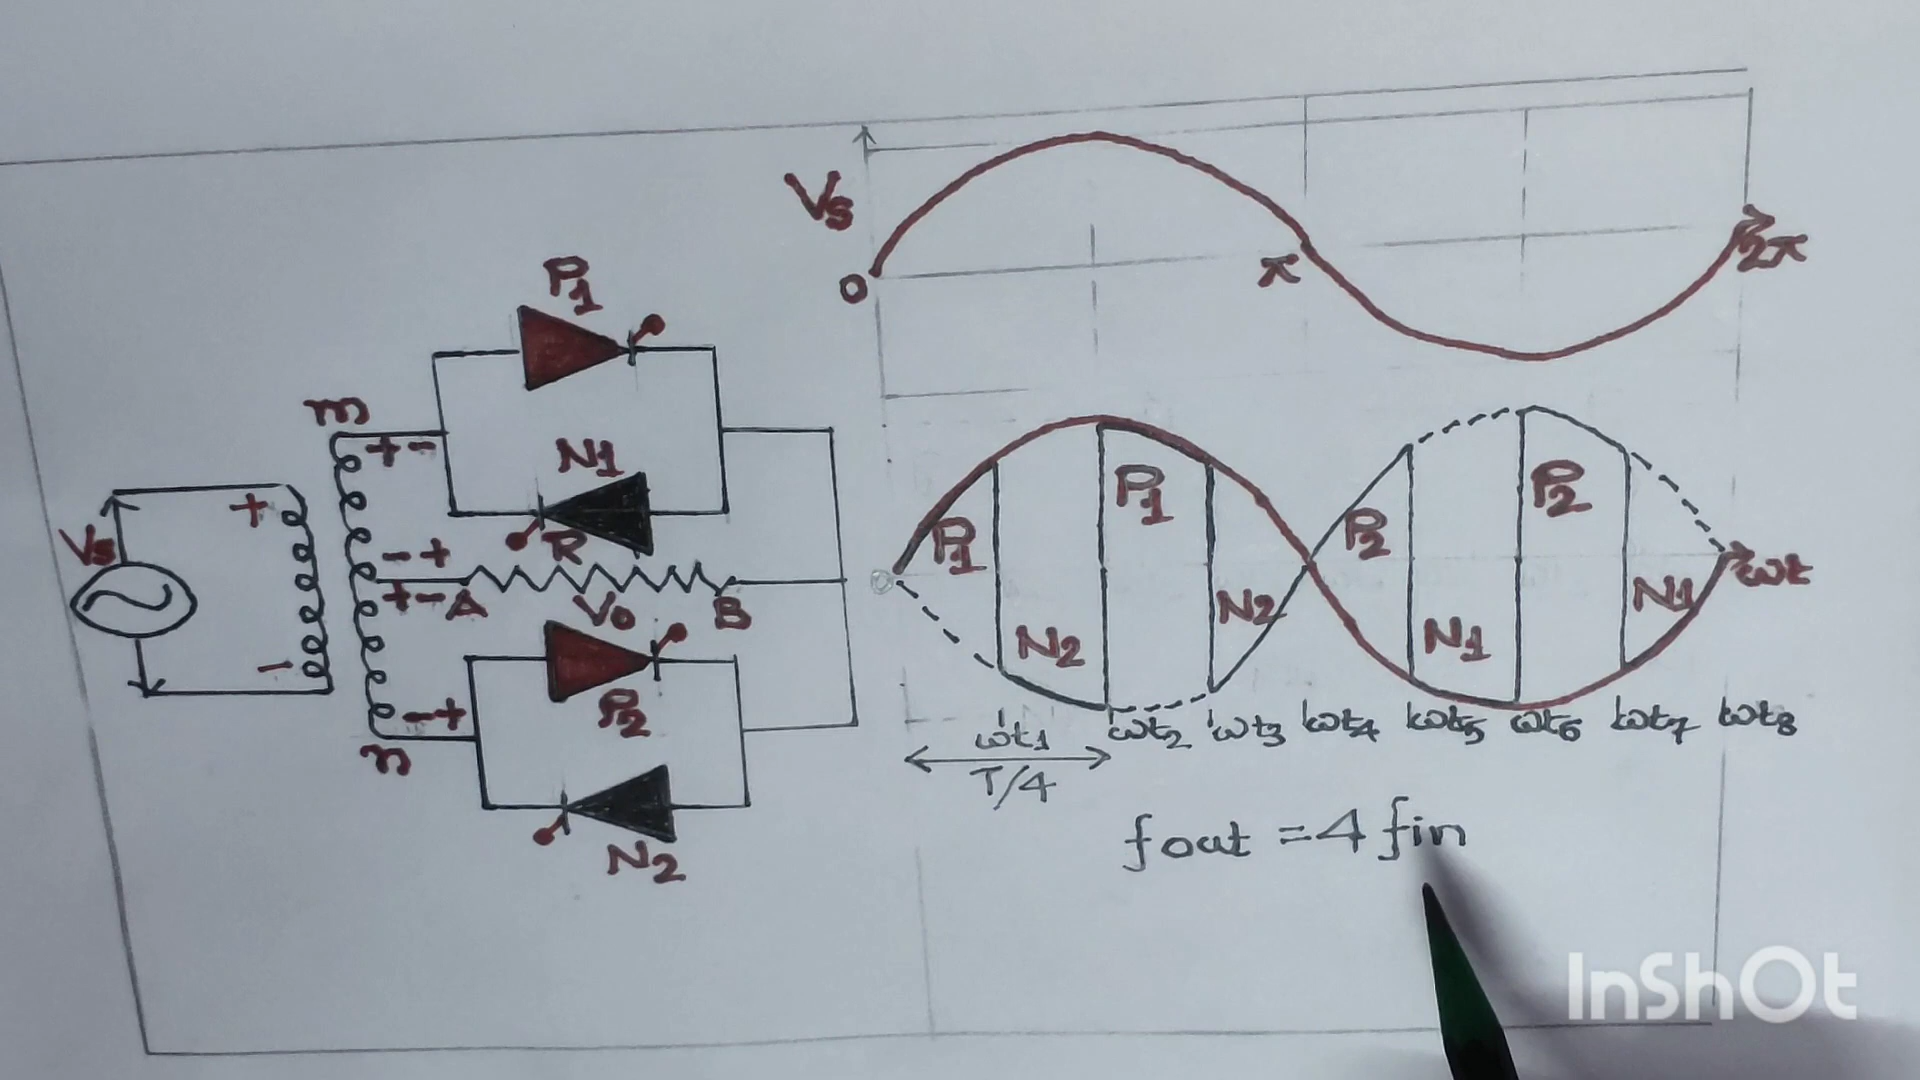 Vs
0
π
2π
P1
m
+ -
N1
+
Vs
- +
R
+ - A
Vo
B
-
P2
- +
n
N2
P1
P1
P2
P2
N2
N2
N1
N1
ωt
ωt1
ωt2
ωt3
ωt4
ωt5
ωt6
ωt7
ωt8
T/4
fout = 4 fin
InShOt